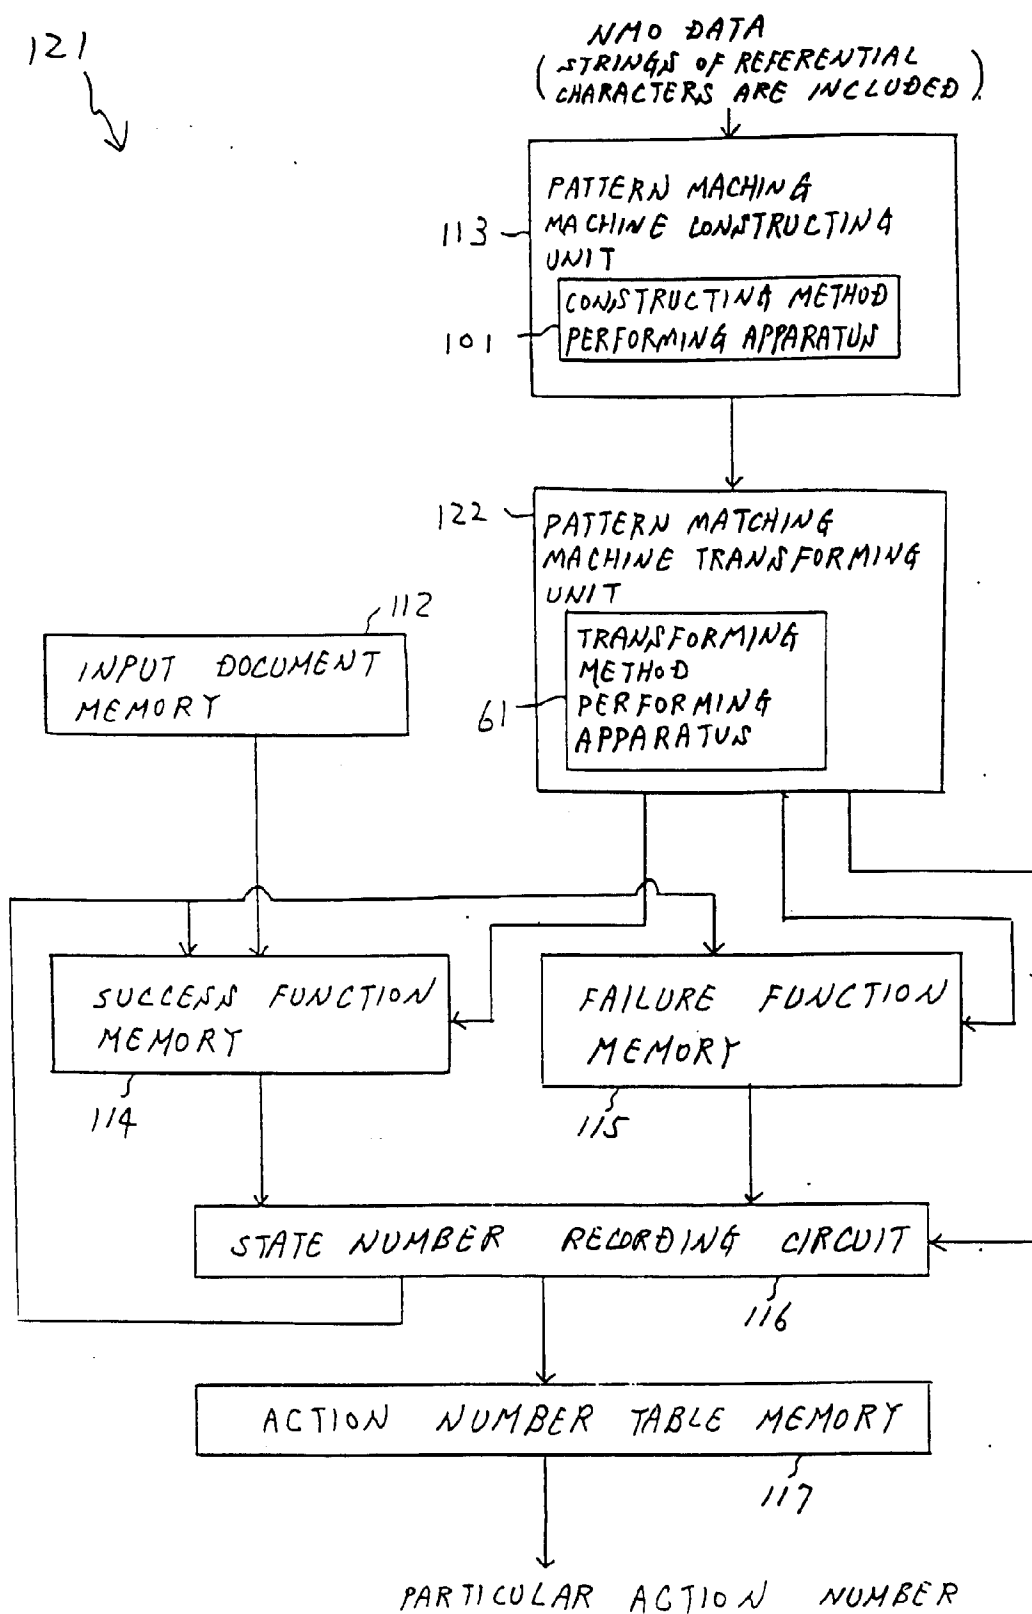 121
NMO DATA
(STRINGS OF REFERENTIAL
CHARACTERS ARE INCLUDED)
PATTERN MACHING
MACHINE CONSTRUCTING
UNIT
113
CONSTRUCTING METHOD
PERFORMING APPARATUS
101
122
PATTERN MATCHING
MACHINE TRANSFORMING
UNIT
TRANSFORMING
METHOD
PERFORMING
APPARATUS
61
112
INPUT DOCUMENT
MEMORY
SUCCESS FUNCTION
MEMORY
114
FAILURE FUNCTION
MEMORY
115
STATE NUMBER RECORDING CIRCUIT
116
ACTION NUMBER TABLE MEMORY
117
PARTICULAR ACTION NUMBER